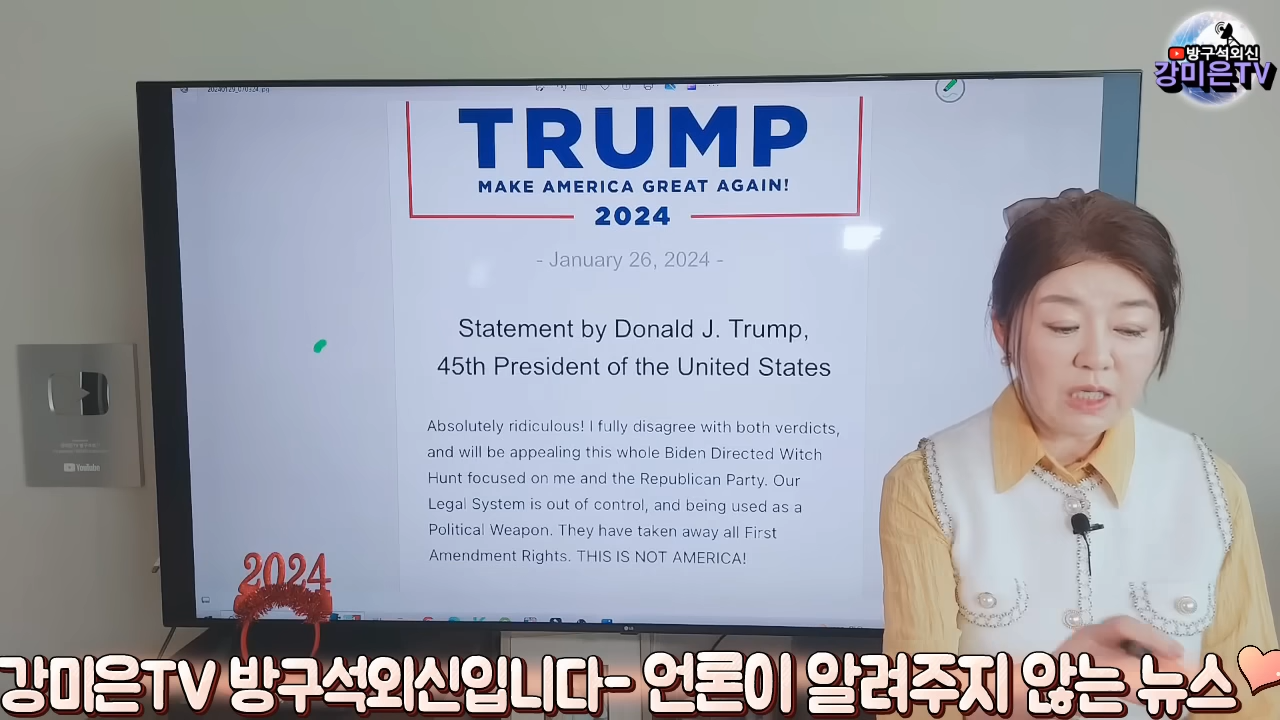 방구석외신
강미은TV
20240129_070324.jpg
TRUMP
MAKE AMERICA GREAT AGAIN!
2024
- January 26, 2024 -
Statement by Donald J. Trump,
45th President of the United States
Absolutely ridiculous! I fully disagree with both verdicts,
and will be appealing this whole Biden Directed Witch
Hunt focused on me and the Republican Party. Our
Legal System is out of control, and being used as a
Political Weapon. They have taken away all First
Amendment Rights. THIS IS NOT AMERICA!
YouTube
2024
LG
강미은TV 방구석외신입니다- 언론이 알려주지 않는 뉴스